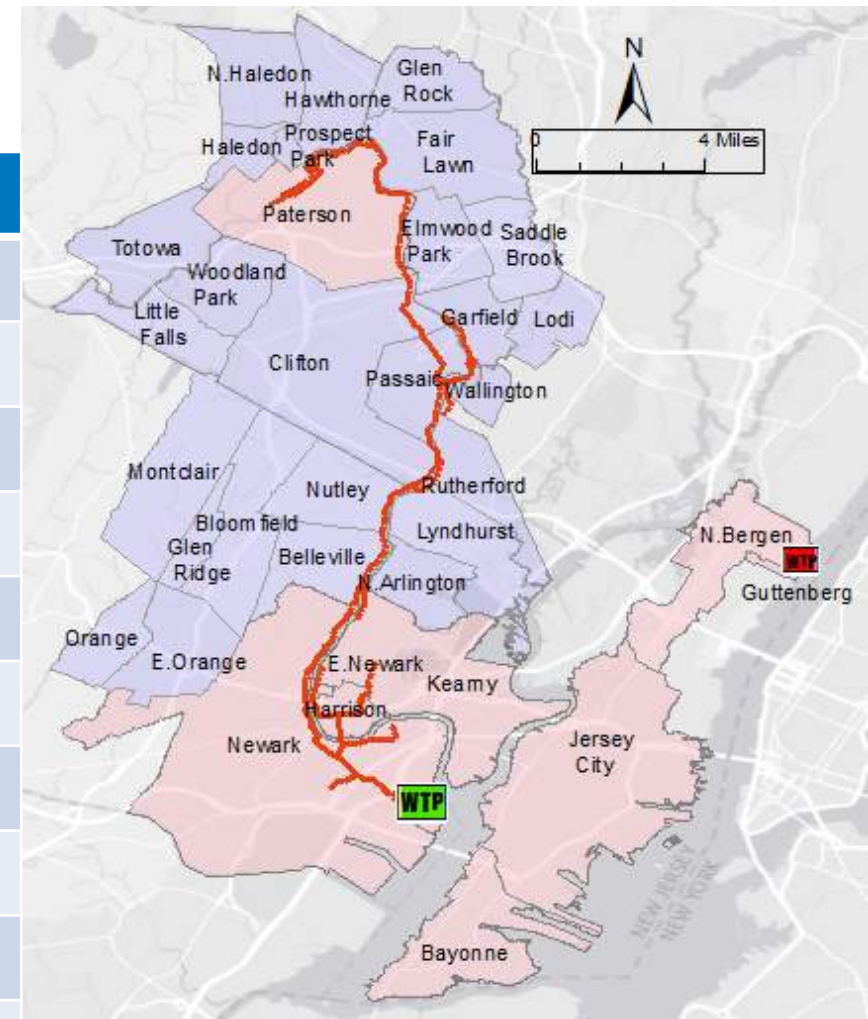 N
0 4 Miles
N.Haledon
Glen
Rock
Hawthorne
Haledon
Prospect
Park
Fair
Lawn
Paterson
Elmwood
Park
Saddle
Brook
Totowa
Woodland
Park
Little
Falls
Garfield
Lodi
Clifton
Passaic
Wallington
Montclair
Nutley
Rutherford
Bloomfield
Lyndhurst
N.Bergen
WTP
Glen
Ridge
Belleville
N.Arlington
Guttenberg
Orange
E.Orange
E.Newark
Kearny
Harrison
Newark
Jersey
City
WTP
NEW JERSEY
NEW YORK
Bayonne